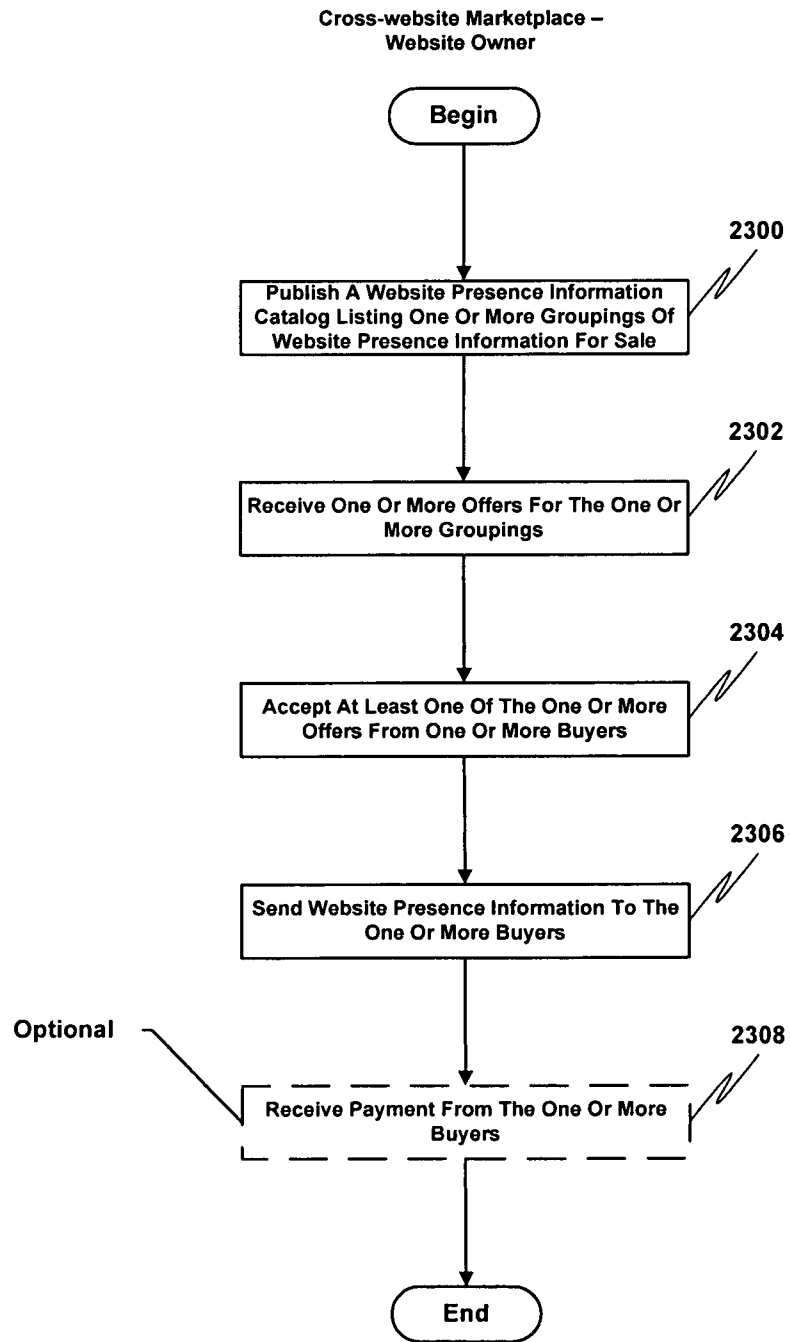 Cross-website Marketplace –
Website Owner
Begin
2300
Publish A Website Presence Information
Catalog Listing One Or More Groupings Of
Website Presence Information For Sale
2302
Receive One Or More Offers For The One Or
More Groupings
2304
Accept At Least One Of The One Or More
Offers From One Or More Buyers
2306
Send Website Presence Information To The
One Or More Buyers
Optional
2308
Receive Payment From The One Or More
Buyers
End